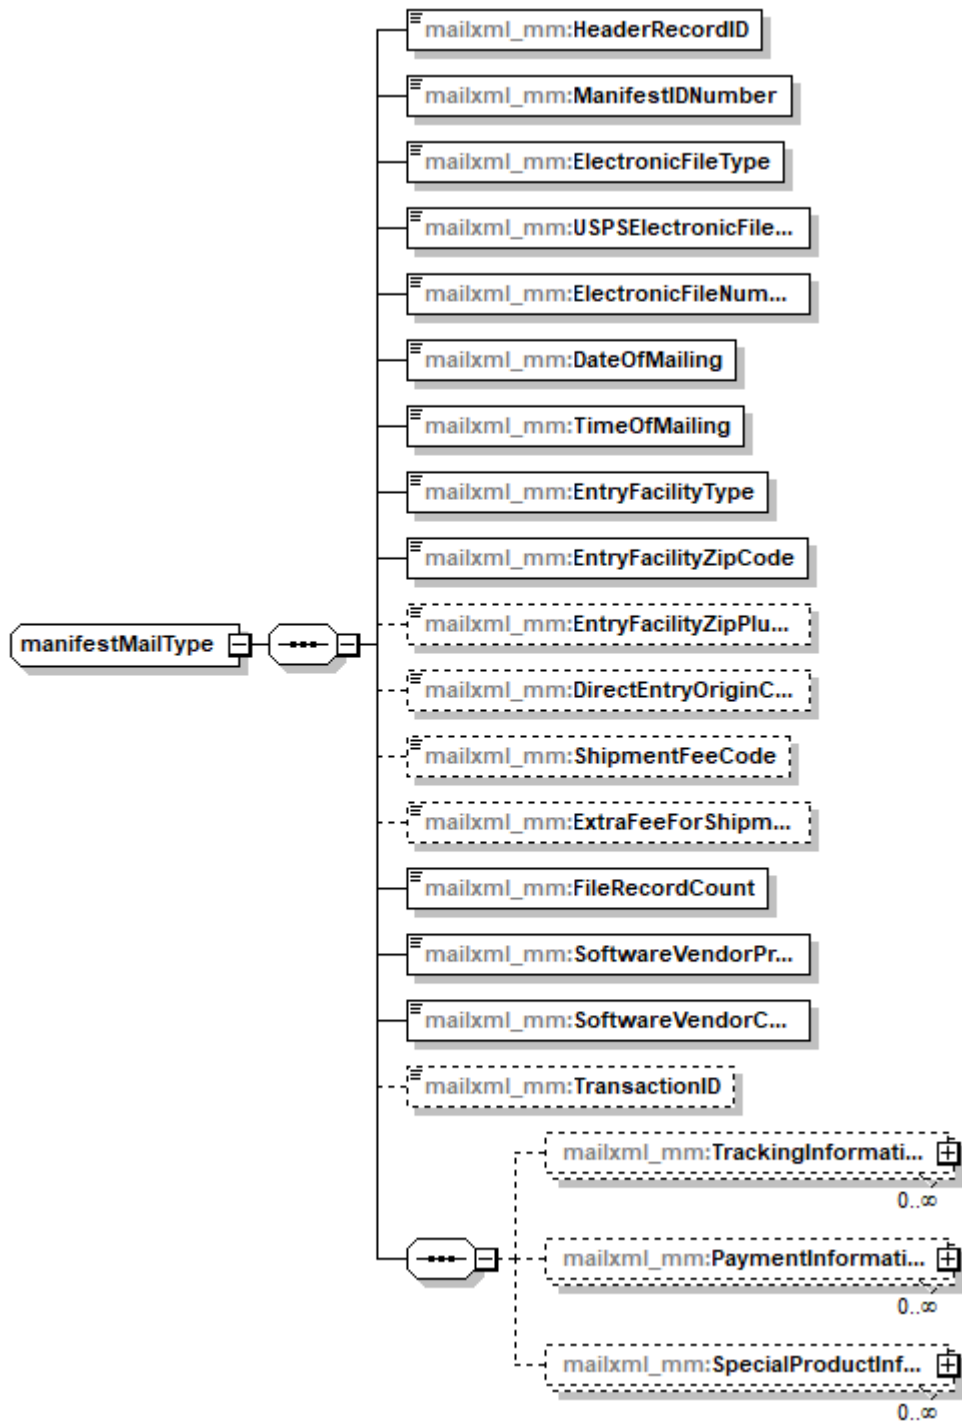 mailxml_mm:HeaderRecordID
mailxml_mm:ManifestIDNumber
mailxml_mm:ElectronicFileType
mailxml_mm:USPSElectronicFile...
mailxml_mm:ElectronicFileNum...
mailxml_mm:DateOfMailing
mailxml_mm:TimeOfMailing
mailxml_mm:EntryFacilityType
mailxml_mm:EntryFacilityZipCode
mailxml_mm:EntryFacilityZipPlu...
manifestMailType
mailxml_mm:DirectEntryOriginC...
mailxml_mm:ShipmentFeeCode
mailxml_mm:ExtraFeeForShipm...
mailxml_mm:FileRecordCount
mailxml_mm:SoftwareVendorPr...
mailxml_mm:SoftwareVendorC...
mailxml_mm:TransactionID
mailxml_mm:TrackingInformati...
0..∞
mailxml_mm:PaymentInformati...
0..∞
mailxml_mm:SpecialProductInf...
0..∞